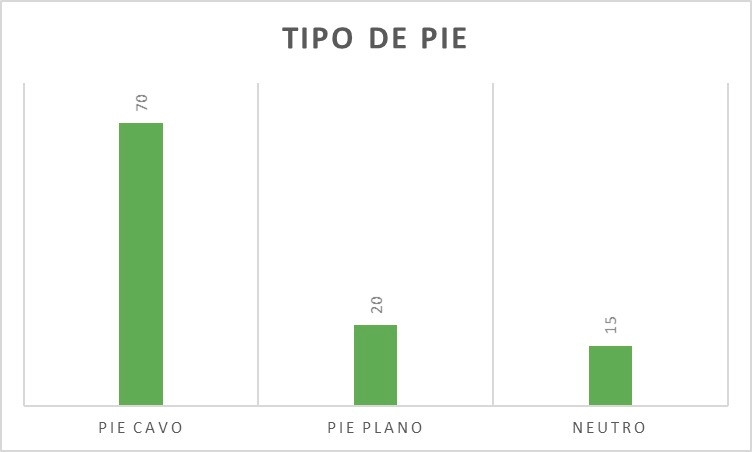 TIPO DE PIE
70
20
15
PIE CAVO
PIE PLANO
NEUTRO